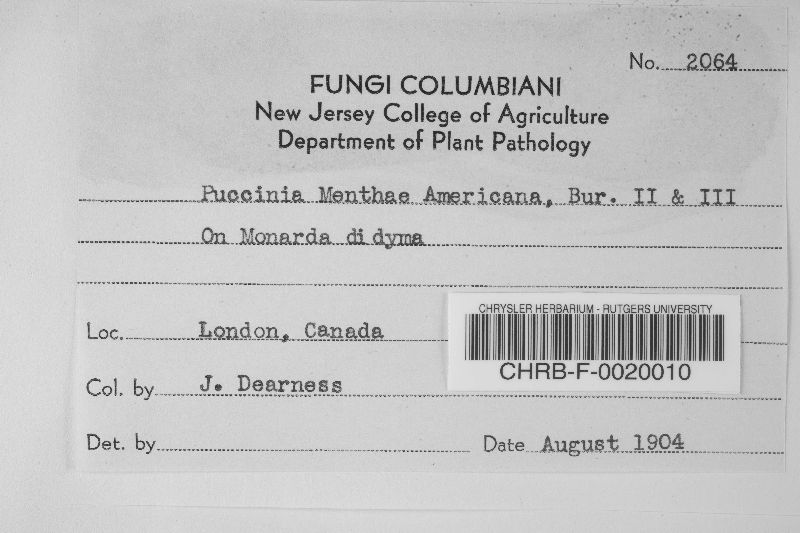 No. 2064
FUNGI COLUMBIANI
New Jersey College of Agriculture
Department of Plant Pathology
Puccinia Menthae Americana, Bur. II & III
On Monarda didyma
Loc. London, Canada
CHRYSLER HERBARIUM - RUTGERS UNIVERSITY
CHRB-F-0020010
Col. by J. Dearness
Det. by Date August 1904